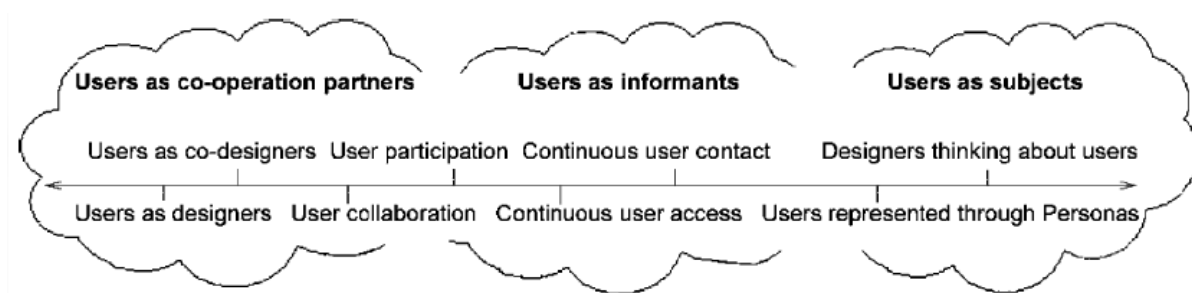 Users as co-operation partners Users as informants Users as subjects
Users as co-designers User participation Continuous user contact Designers thinking about users
Users as designers User collaboration Continuous user access Users represented through Personas